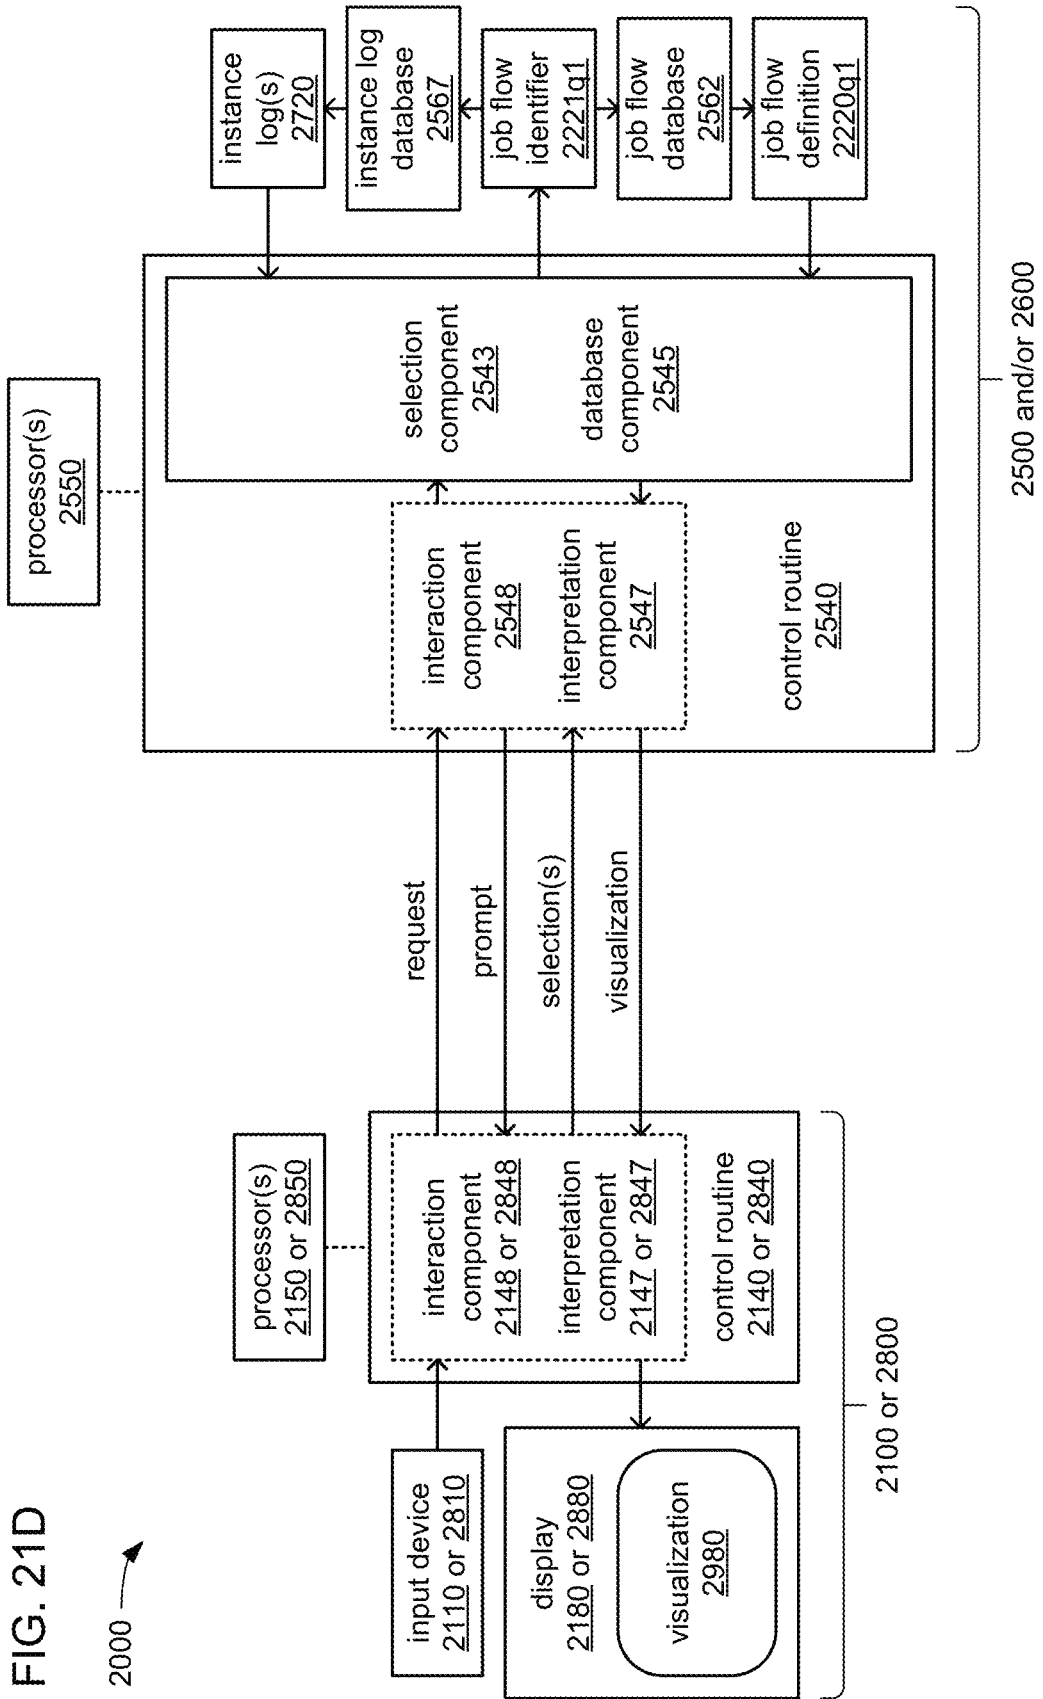 FIG. 21D
2000
processor(s)
2550
processor(s)
2150 or 2850
input device
2110 or 2810
display
2180 or 2880
visualization
2980
interaction
component
2148 or 2848
interpretation
component
2147 or 2847
control routine
2140 or 2840
2100 or 2800
request
prompt
selection(s)
visualization
interaction
component
2548
interpretation
component
2547
control routine
2540
selection
component
2543
database
component
2545
instance
log(s)
2720
instance log
database
2567
job flow
identifier
2221q1
job flow
database
2562
job flow
definition
2220q1
2500 and/or 2600